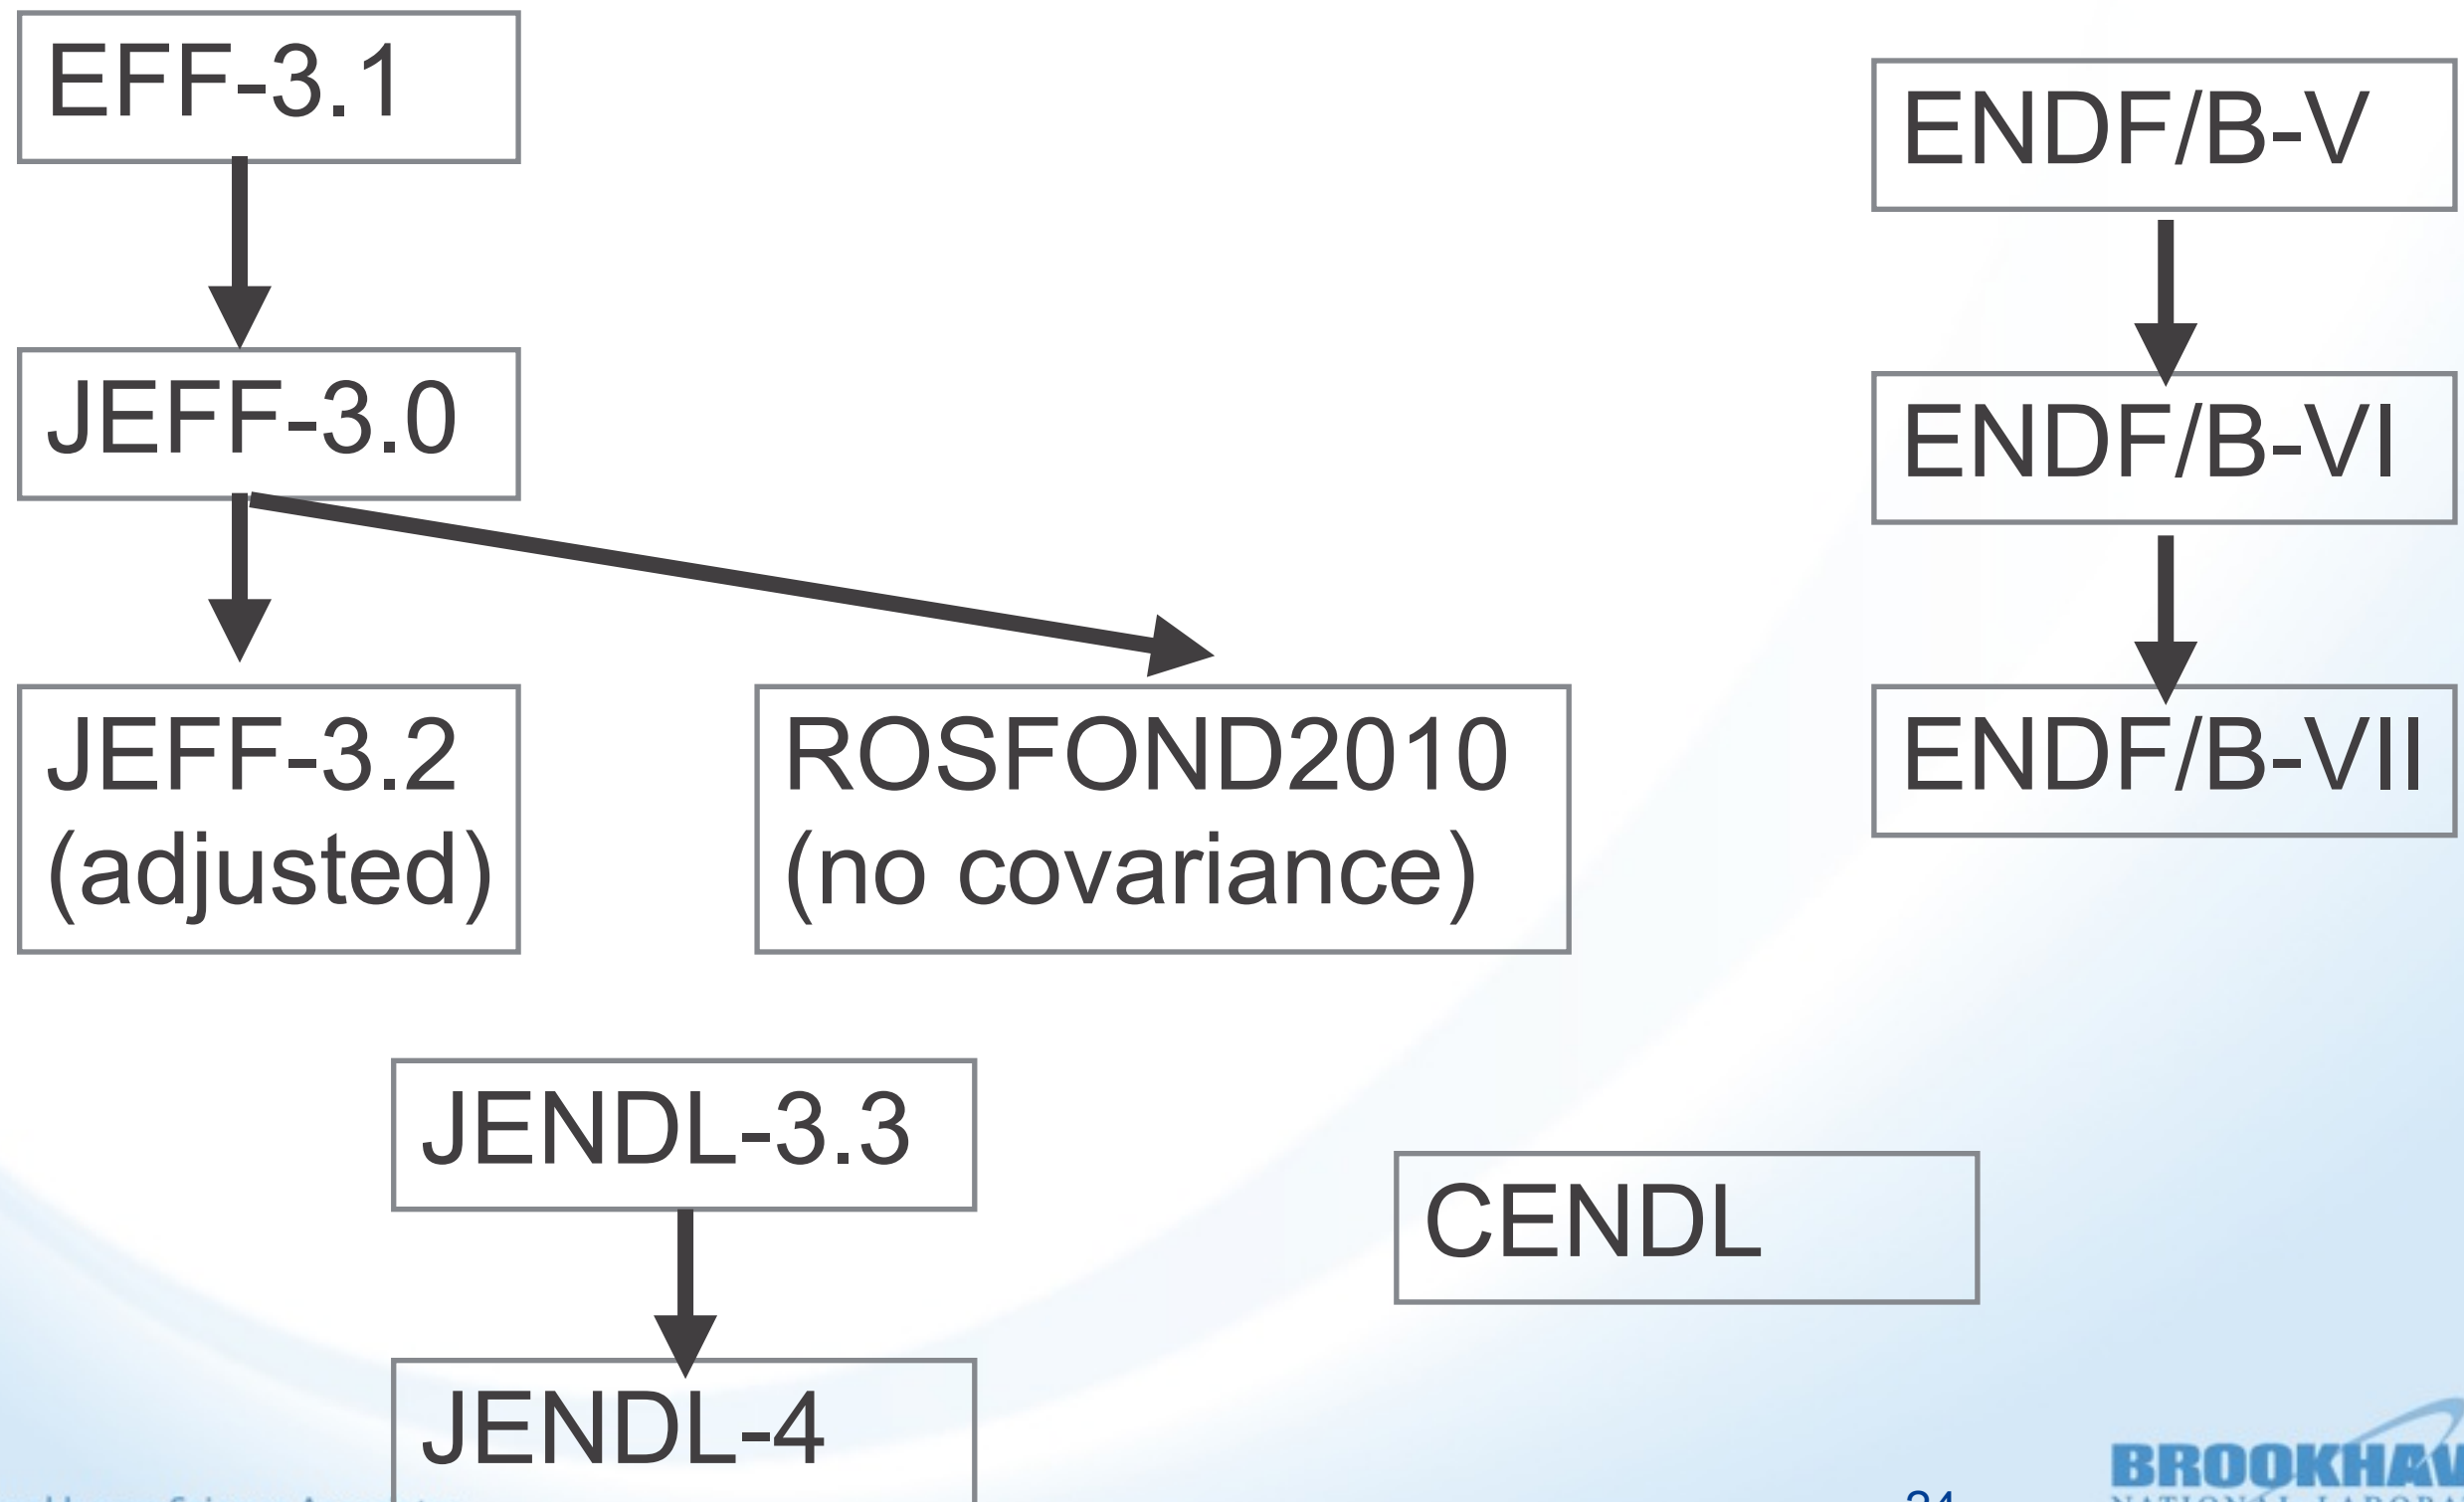 EFF-3.1
ENDF/B-V
JEFF-3.0
ENDF/B-VI
JEFF-3.2
(adjusted)
ROSFOND2010
(no covariance)
ENDF/B-VII
JENDL-3.3
CENDL
JENDL-4